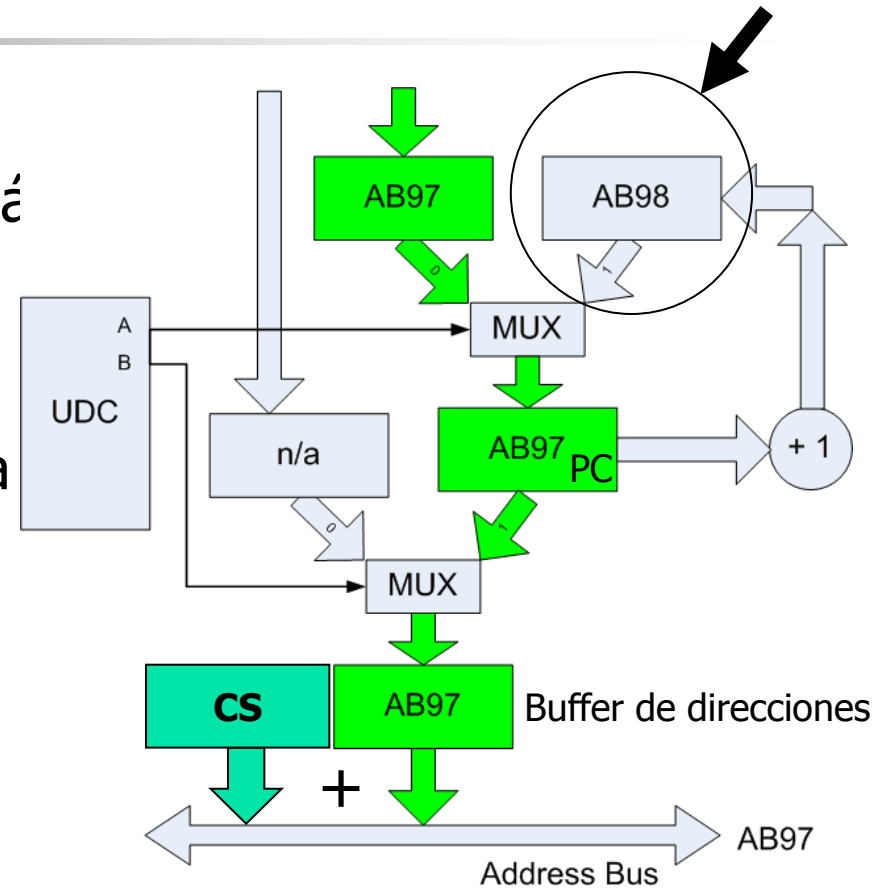 AB97
AB98
0
1
A
MUX
B
UDC
n/a
AB97
PC
+ 1
0
1
MUX
CS
AB97
Buffer de direcciones
+
AB97
Address Bus